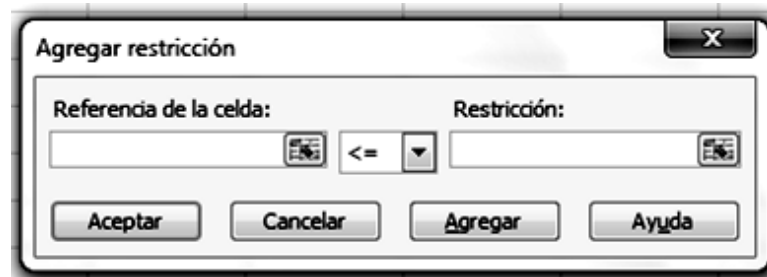 Agregar restricción
Referencia de la celda:
Restricción:
<=
Aceptar
Cancelar
Agregar
Ayuda